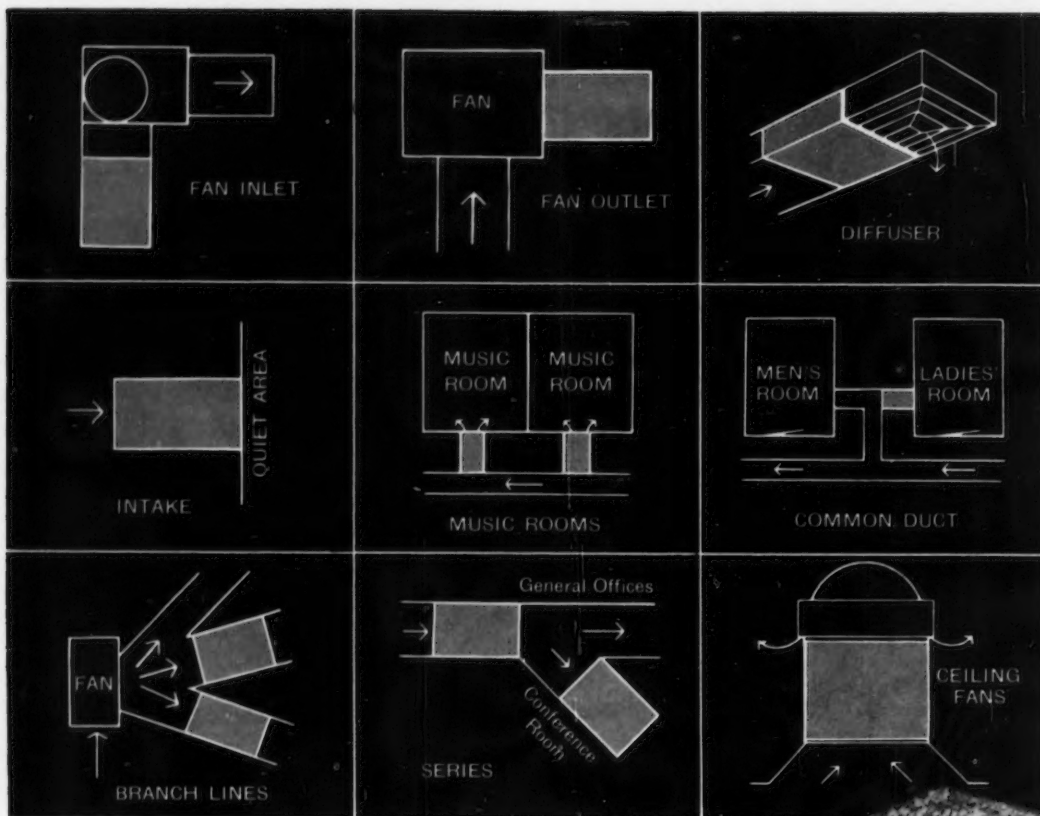 FAN INLET
FAN
FAN OUTLET
DIFFUSER
INTAKE
QUIET AREA
MUSIC
ROOM
MUSIC
ROOM
MUSIC ROOMS
MEN'S
ROOM
LADIES'
ROOM
COMMON DUCT
FAN
BRANCH LINES
General Offices
Conference
Room
SERIES
CEILING
FANS